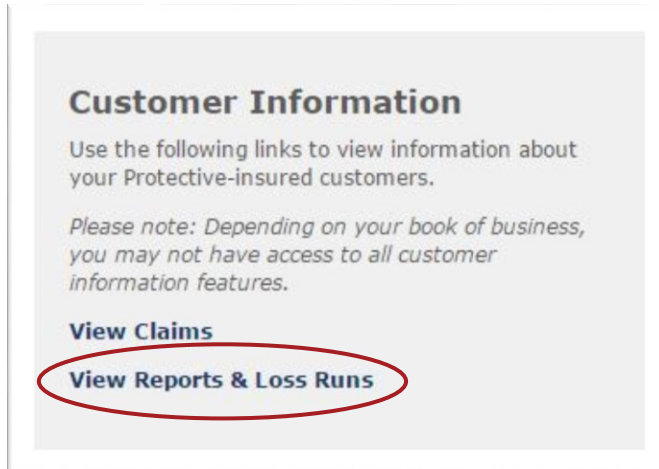 Customer Information
Use the following links to view information about
your Protective-insured customers.
Please note: Depending on your book of business,
you may not have access to all customer
information features.
View Claims
View Reports & Loss Runs